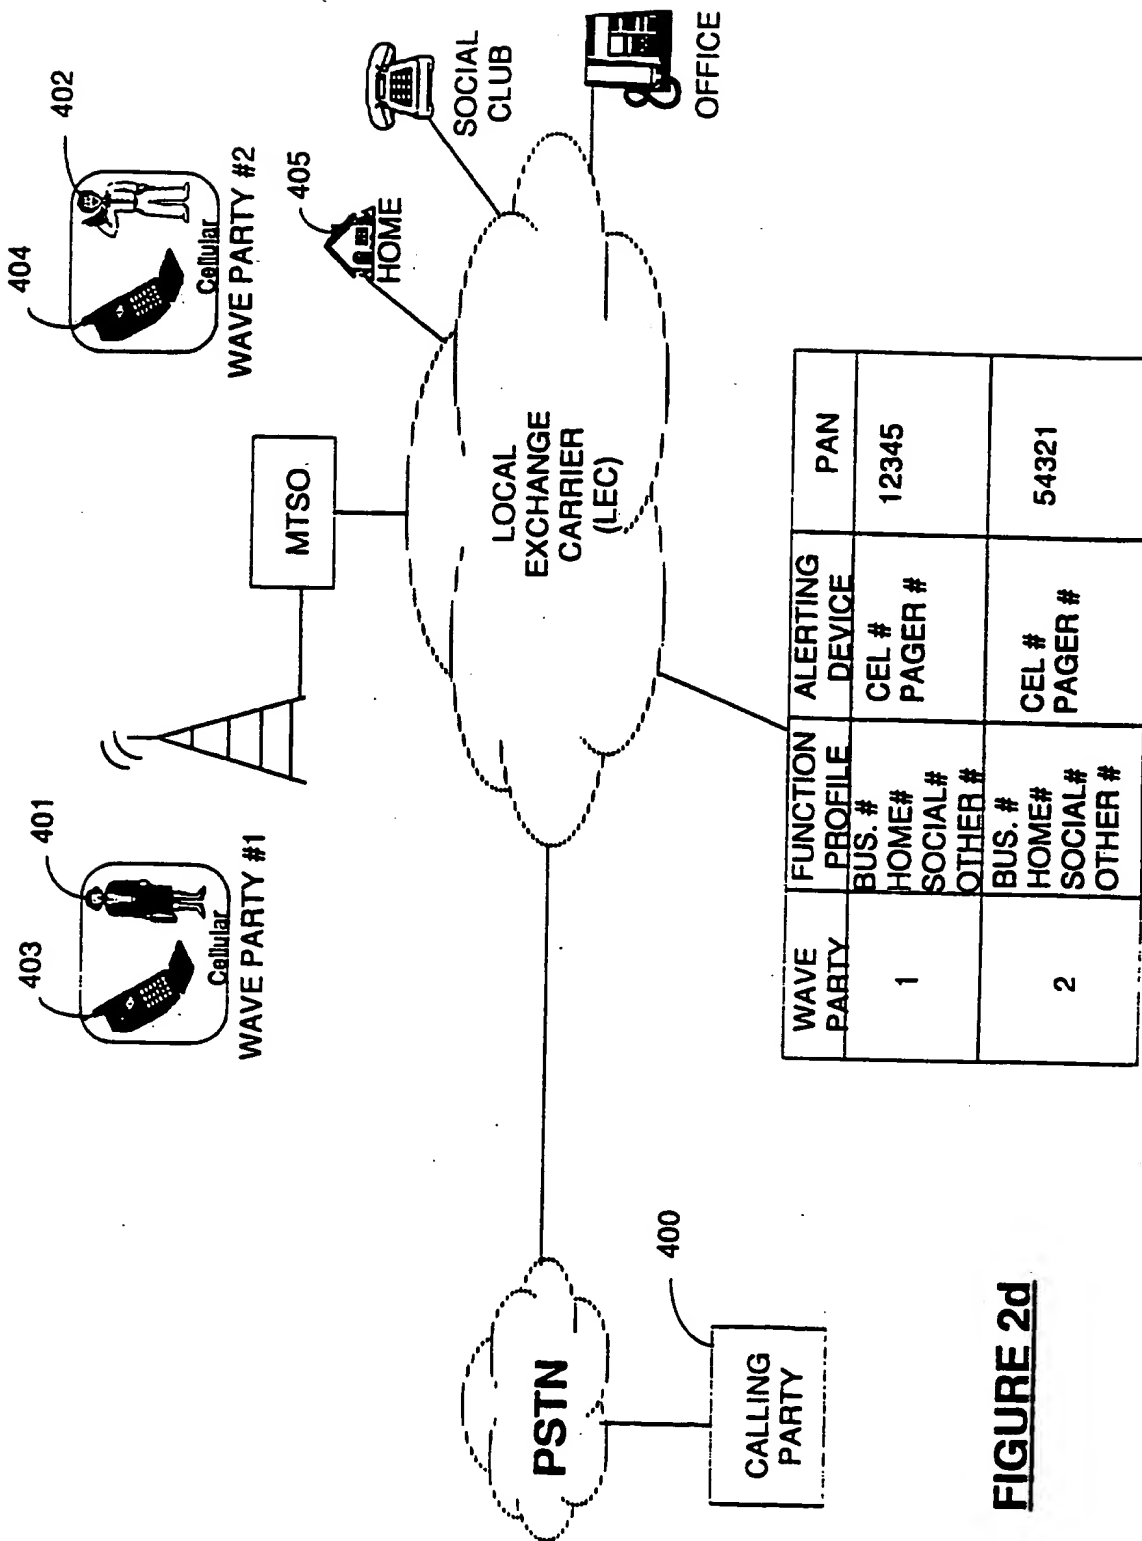 403
401
Cellular
WAVE PARTY #1
404
402
Cellular
WAVE PARTY #2
MTSO
405
HOME
SOCIAL
CLUB
OFFICE
LOCAL
EXCHANGE
CARRIER
(LEC)
PSTN
400
CALLING
PARTY
WAVE
PARTY
FUNCTION
PROFILE
ALERTING
DEVICE
PAN
1
BUS. #
HOME#
SOCIAL#
OTHER #
CEL #
PAGER #
12345
2
BUS. #
HOME#
SOCIAL#
OTHER #
CEL #
PAGER #
54321
FIGURE 2d